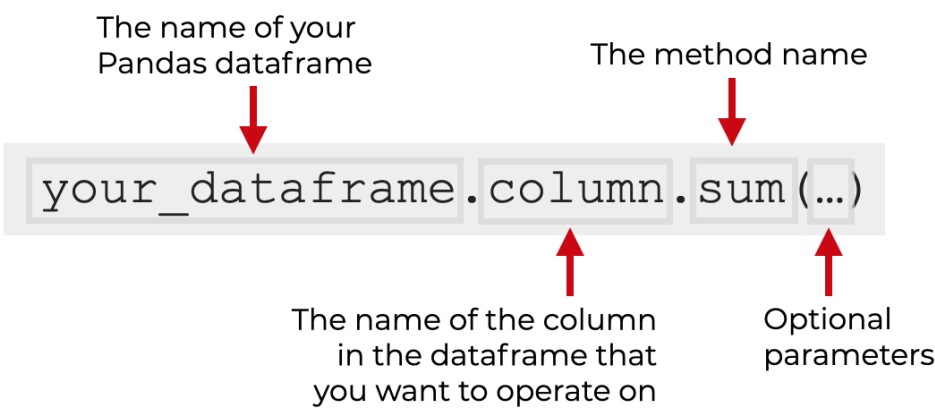 The name of your
Pandas dataframe
The method name
your_dataframe.column.sum(…)
The name of the column
in the dataframe that
you want to operate on
Optional
parameters